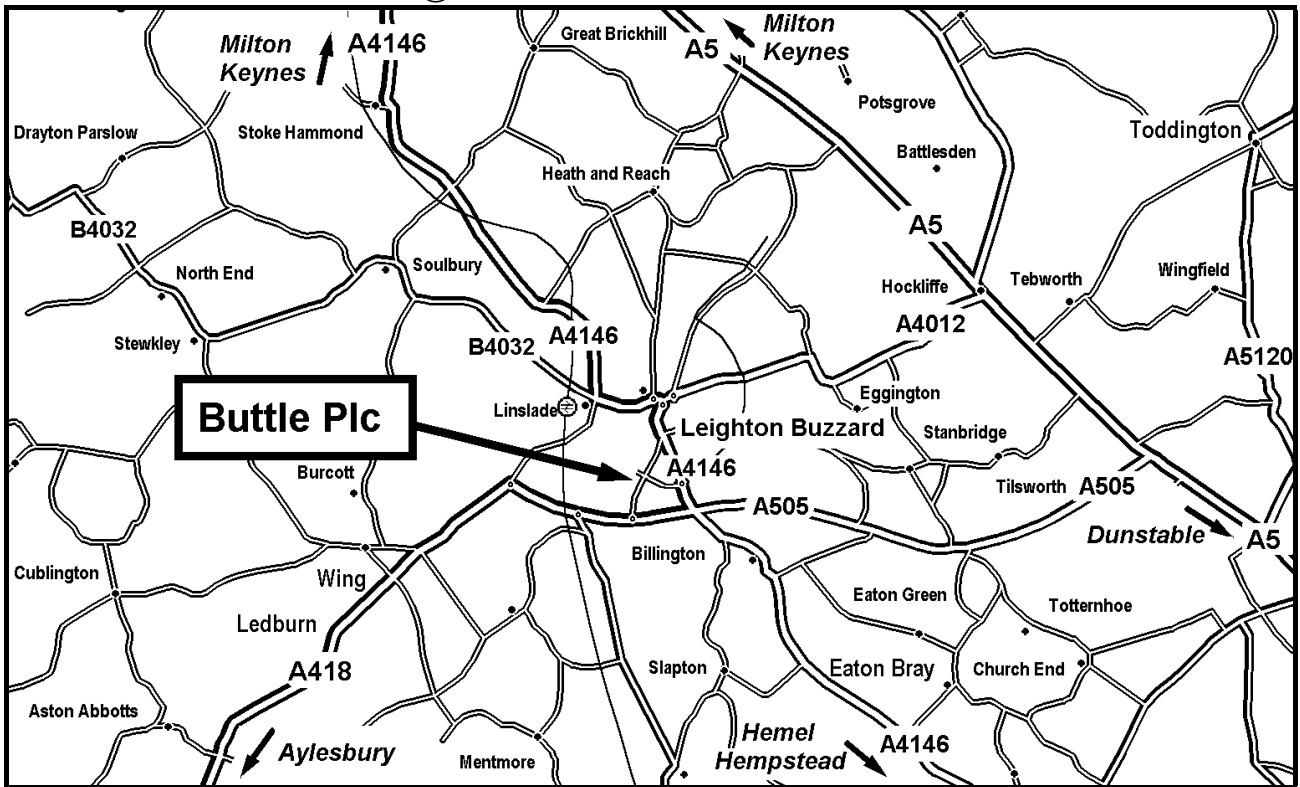 Milton
Keynes
A4146
Great Brickhill
A5
Milton
Keynes
Potsgrove
Drayton Parslow
Stoke Hammond
Toddington
Battlesden
Heath and Reach
B4032
A5
North End
Soulbury
Hockliffe
Tebworth
Wingfield
A4012
Stewkley
B4032
A4146
A5120
Eggington
Linslade
Buttle Plc
Leighton Buzzard
Stanbridge
Burcott
A4146
Tilsworth
A505
A505
Dunstable
A5
Billington
Cublington
Wing
Eaton Green
Totternhoe
Ledburn
A418
Slapton
Eaton Bray
Church End
Aston Abbotts
Aylesbury
Mentmore
Hemel
Hempstead
A4146